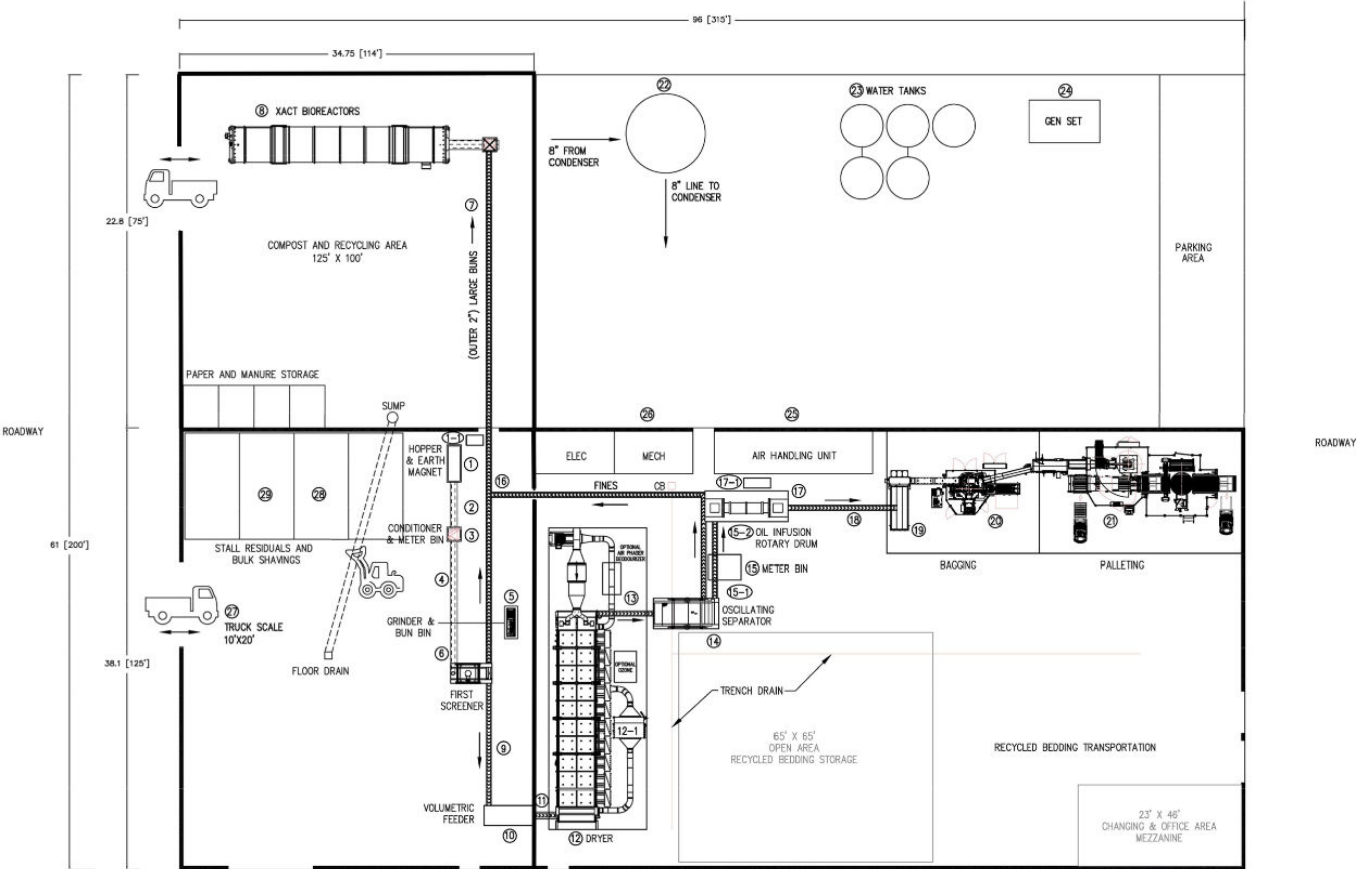 96 [315']
34.75 [114']
8 XACT BIOREACTORS
22
23 WATER TANKS
24
GEN SET
8" FROM
CONDENSER
8" LINE TO
CONDENSER
7
22.8 [75']
COMPOST AND RECYCLING AREA
125' X 100'
(OUTER 2") LARGE BUNS
PARKING
AREA
PAPER AND MANURE STORAGE
SUMP
ROADWAY
ROADWAY
26
25
HOPPER
& EARTH
MAGNET
1
ELEC
MECH
AIR HANDLING UNIT
29
28
2
16
FINES
CB
17-1
17
18
19
20
21
CONDITIONER
& METER BIN
3
15-2 OIL INFUSION
ROTARY DRUM
61 [200']
STALL RESIDUALS AND
BULK SHAVINGS
OPTIONAL
AIR PHASER
DEODOURIZER
15 METER BIN
BAGGING
PALLETING
4
5
13
15-1
OSCILLATING
SEPARATOR
27
TRUCK SCALE
10'X20'
GRINDER &
BUN BIN
14
6
38.1 [125']
FLOOR DRAIN
FIRST
SCREENER
OPTIONAL
OZONE
TRENCH DRAIN
12-1
9
65' X 65'
OPEN AREA
RECYCLED BEDDING STORAGE
RECYCLED BEDDING TRANSPORTATION
VOLUMETRIC
FEEDER
11
10
12 DRYER
23' X 46'
CHANGING & OFFICE AREA
MEZZANINE